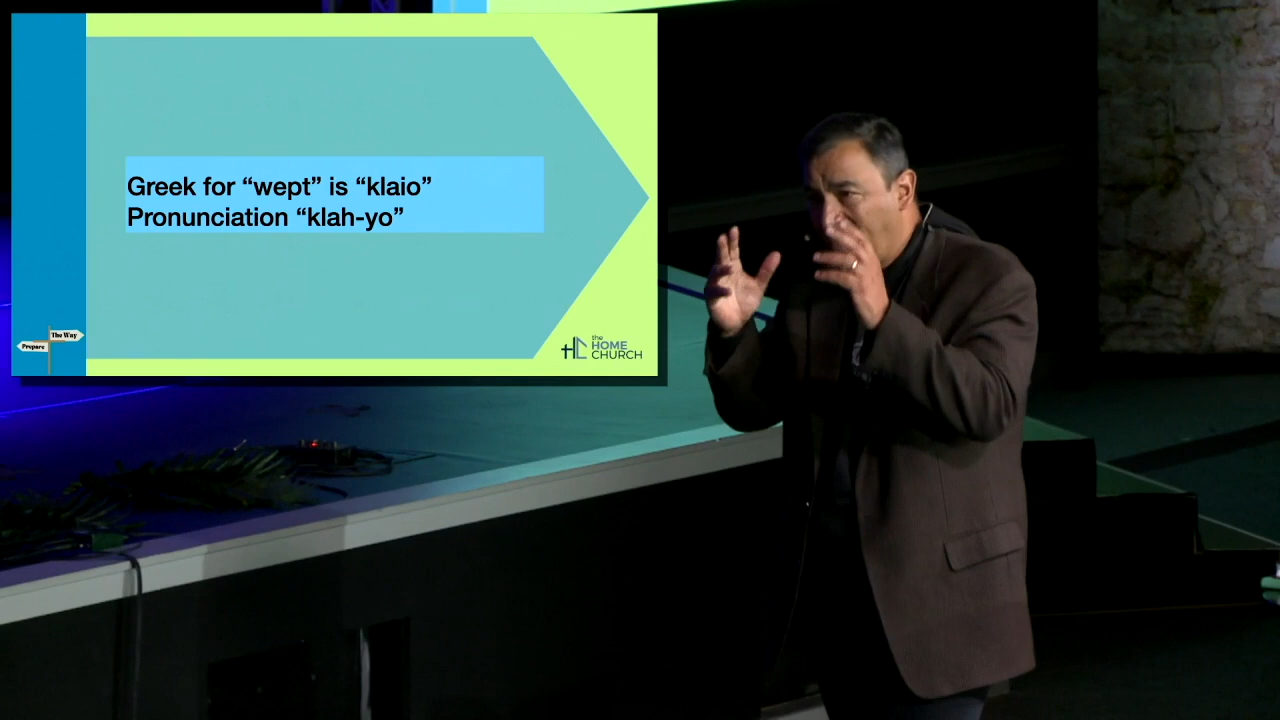 Greek for “wept” is “klaio”
Pronunciation “klah-yo”
The Way
Prepare
the
HOME
CHURCH